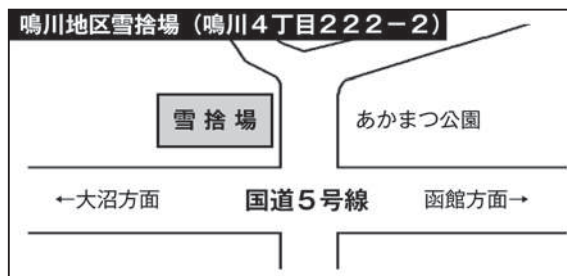 鳴川地区雪捨場（鳴川４丁目２２２－２）
雪捨場
あかまつ公園
←大沼方面
国道５号線
函館方面→